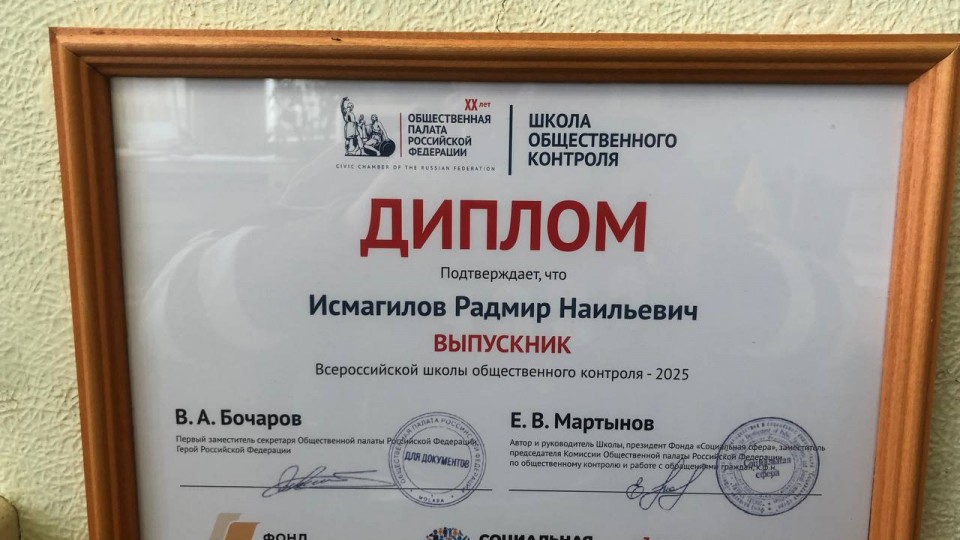 XX лет
ОБЩЕСТВЕННАЯ
ПАЛАТА
РОССИЙСКОЙ
ФЕДЕРАЦИИ
CIVIC CHAMBER OF THE RUSSIAN FEDERATION
ШКОЛА
ОБЩЕСТВЕННОГО
КОНТРОЛЯ
ДИПЛОМ
Подтверждает, что
Исмагилов Радмир Наильевич
ВЫПУСКНИК
Всероссийской школы общественного контроля - 2025
В. А. Бочаров
Первый заместитель секретаря Общественной палаты Российской Федерации,
Герой Российской Федерации
ДЛЯ ДОКУМЕНТОВ
МОСКВА
Е. В. Мартынов
Автор и руководитель Школы, президент Фонда «Социальная сфера», заместитель
председателя Комиссии Общественной палаты Российской Федерации
по общественному контролю и работе с обращениями граждан, к.ф.н.
Социальная
сфера
ФОНД
СОЦИАЛЬНАЯ